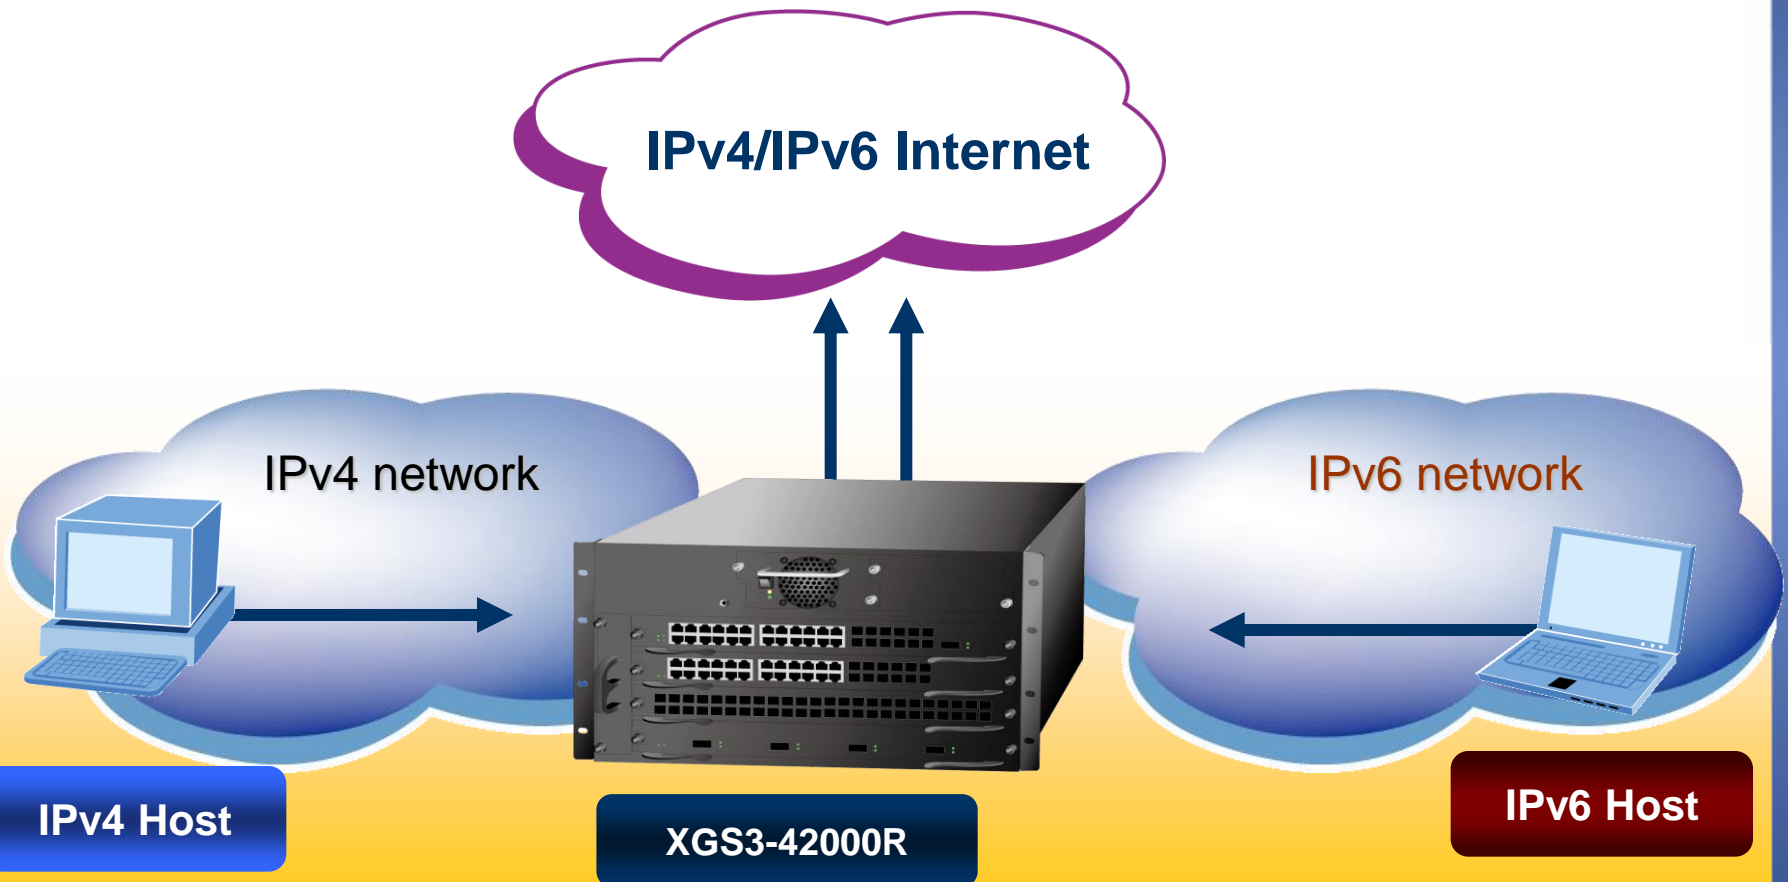 IPv4/IPv6 Internet
IPv4 network
IPv6 network
IPv4 Host
XGS3-42000R
IPv6 Host